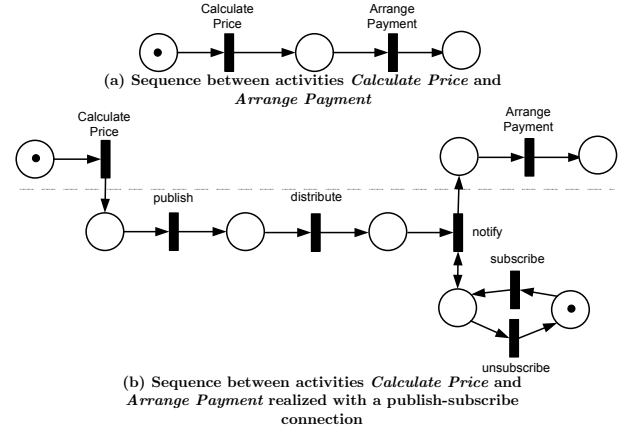 Calculate
Price
Arrange
Payment
(a) Sequence between activities Calculate Price and
Arrange Payment
Calculate
Price
Arrange
Payment
publish
distribute
notify
subscribe
unsubscribe
(b) Sequence between activities Calculate Price and
Arrange Payment realized with a publish-subscribe
connection